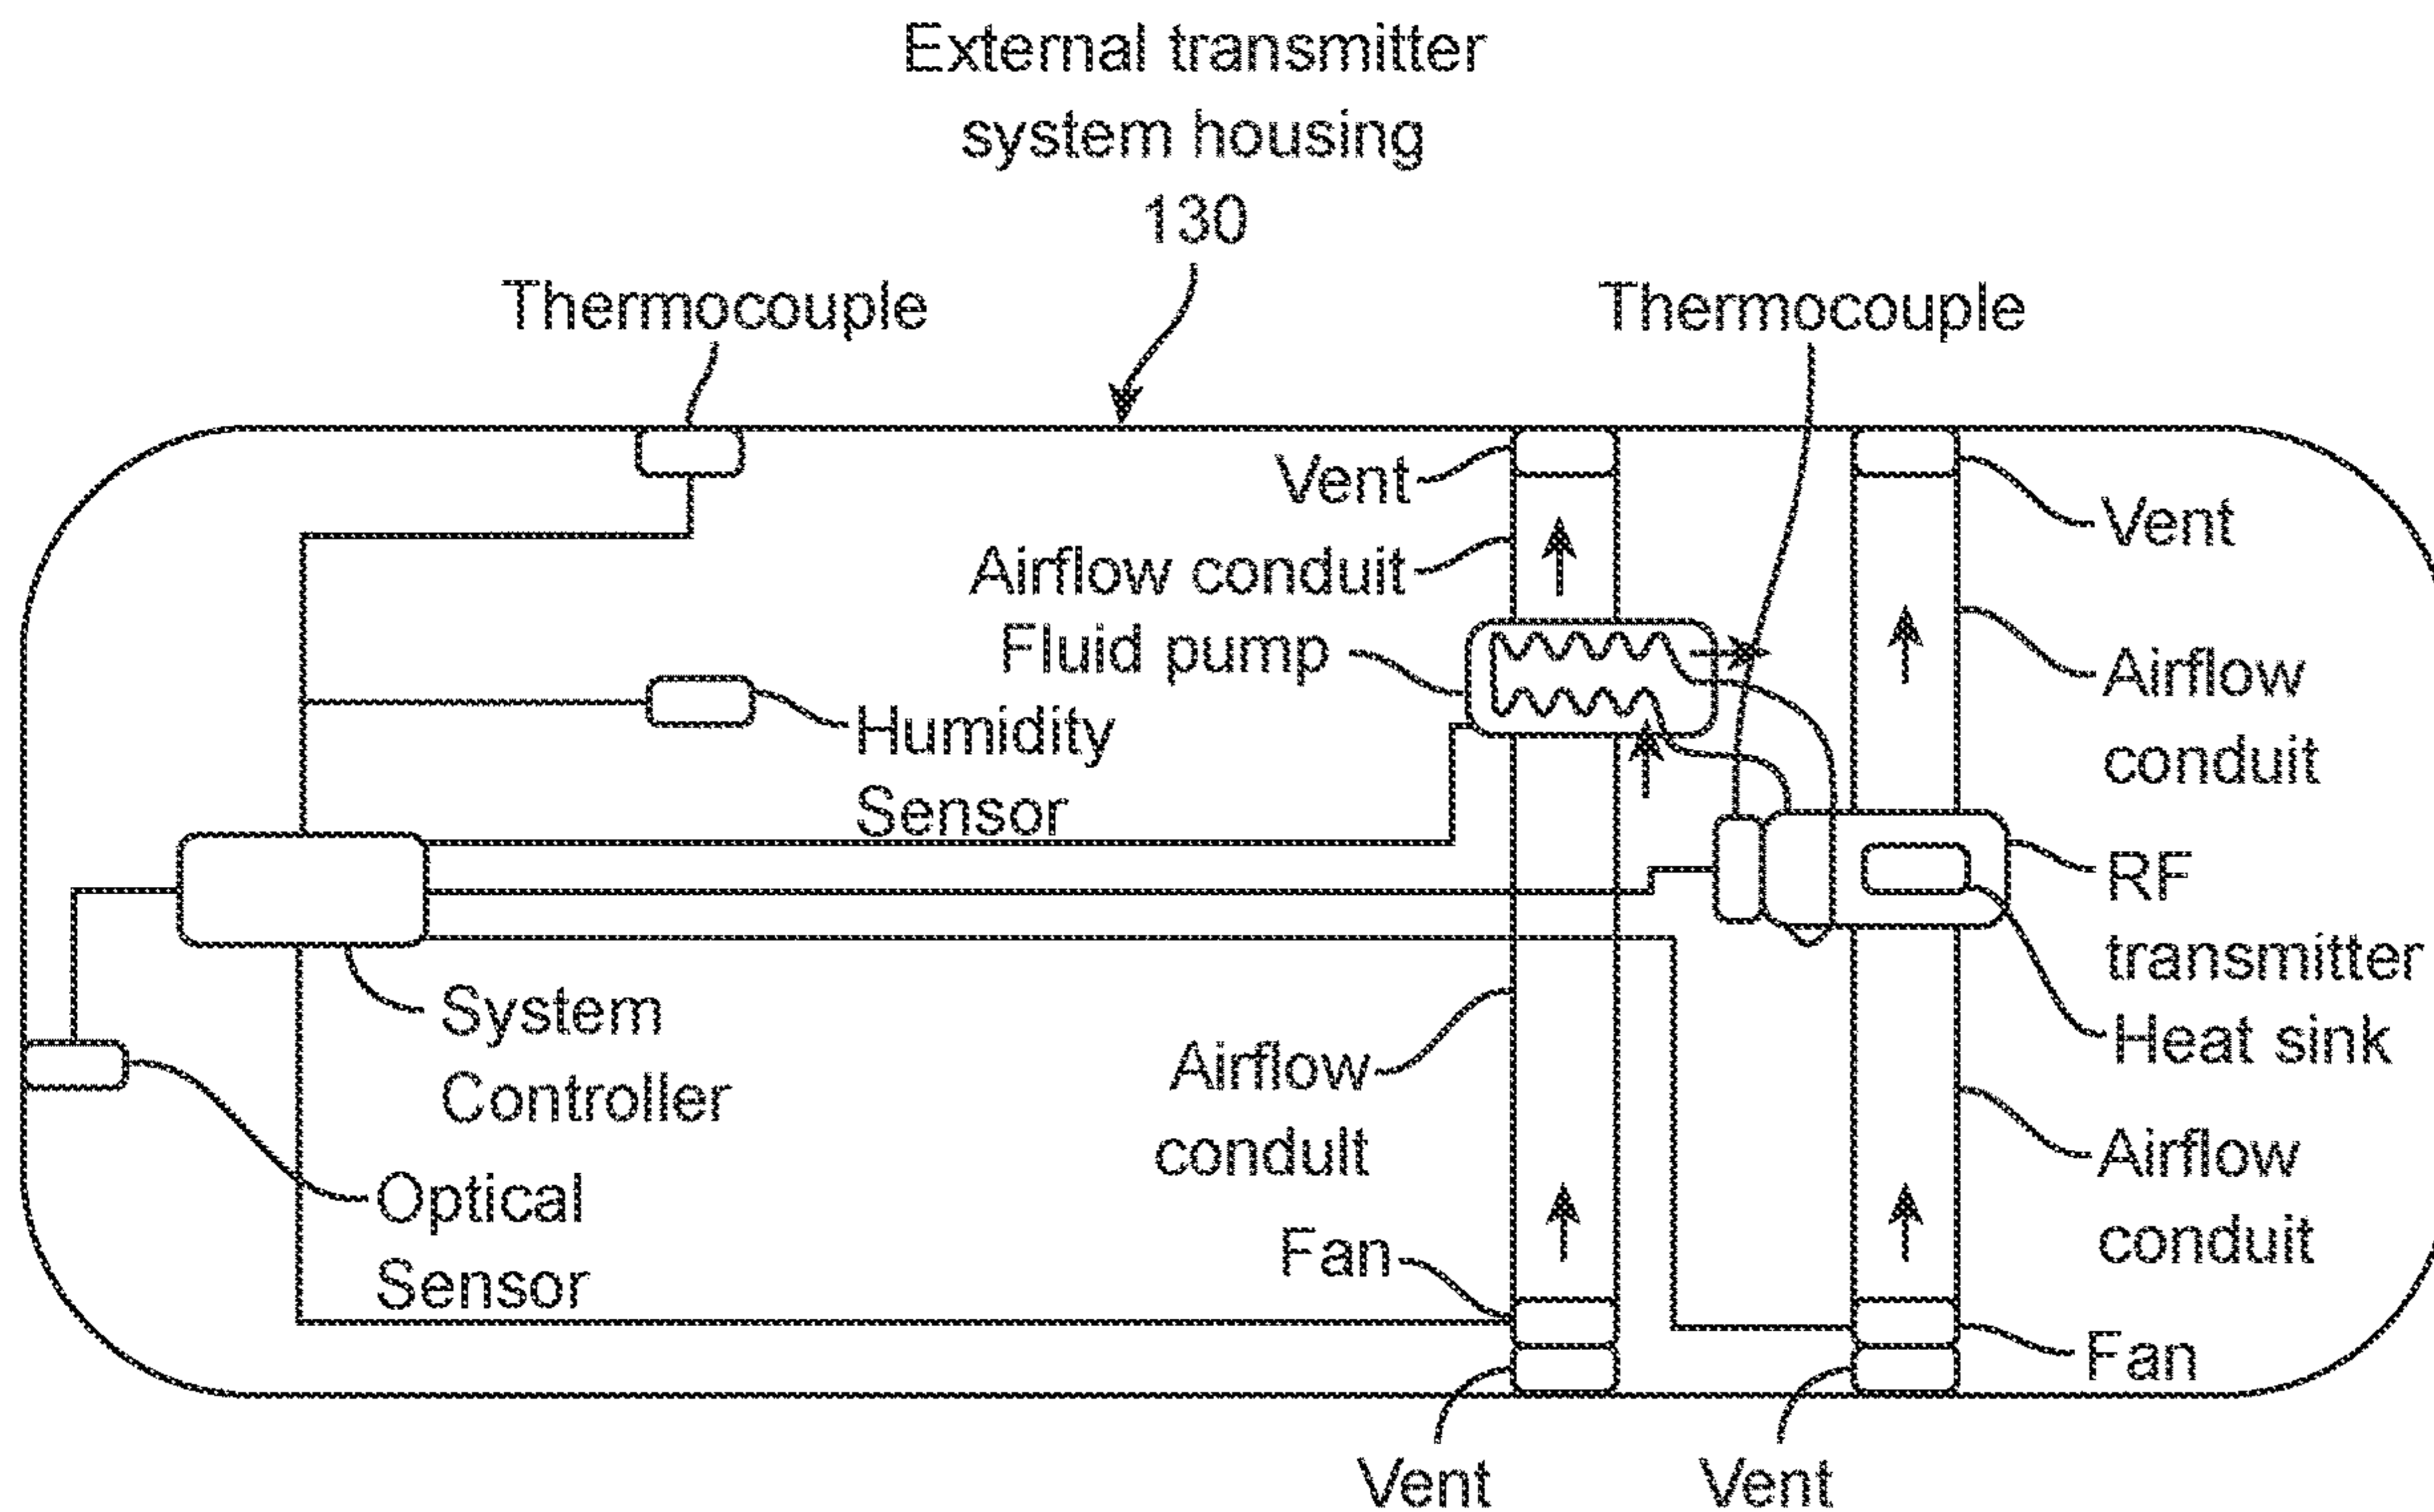 External transmitter
system housing
130
Thermocouple
Thermocouple
Vent
Vent
Airflow conduit
Fluid pump
Airflow
conduit
Humidity
Sensor
RF
transmitter
Heat sink
System
Controller
Airflow
conduit
Airflow
conduit
Optical
Sensor
Fan
Fan
Vent
Vent